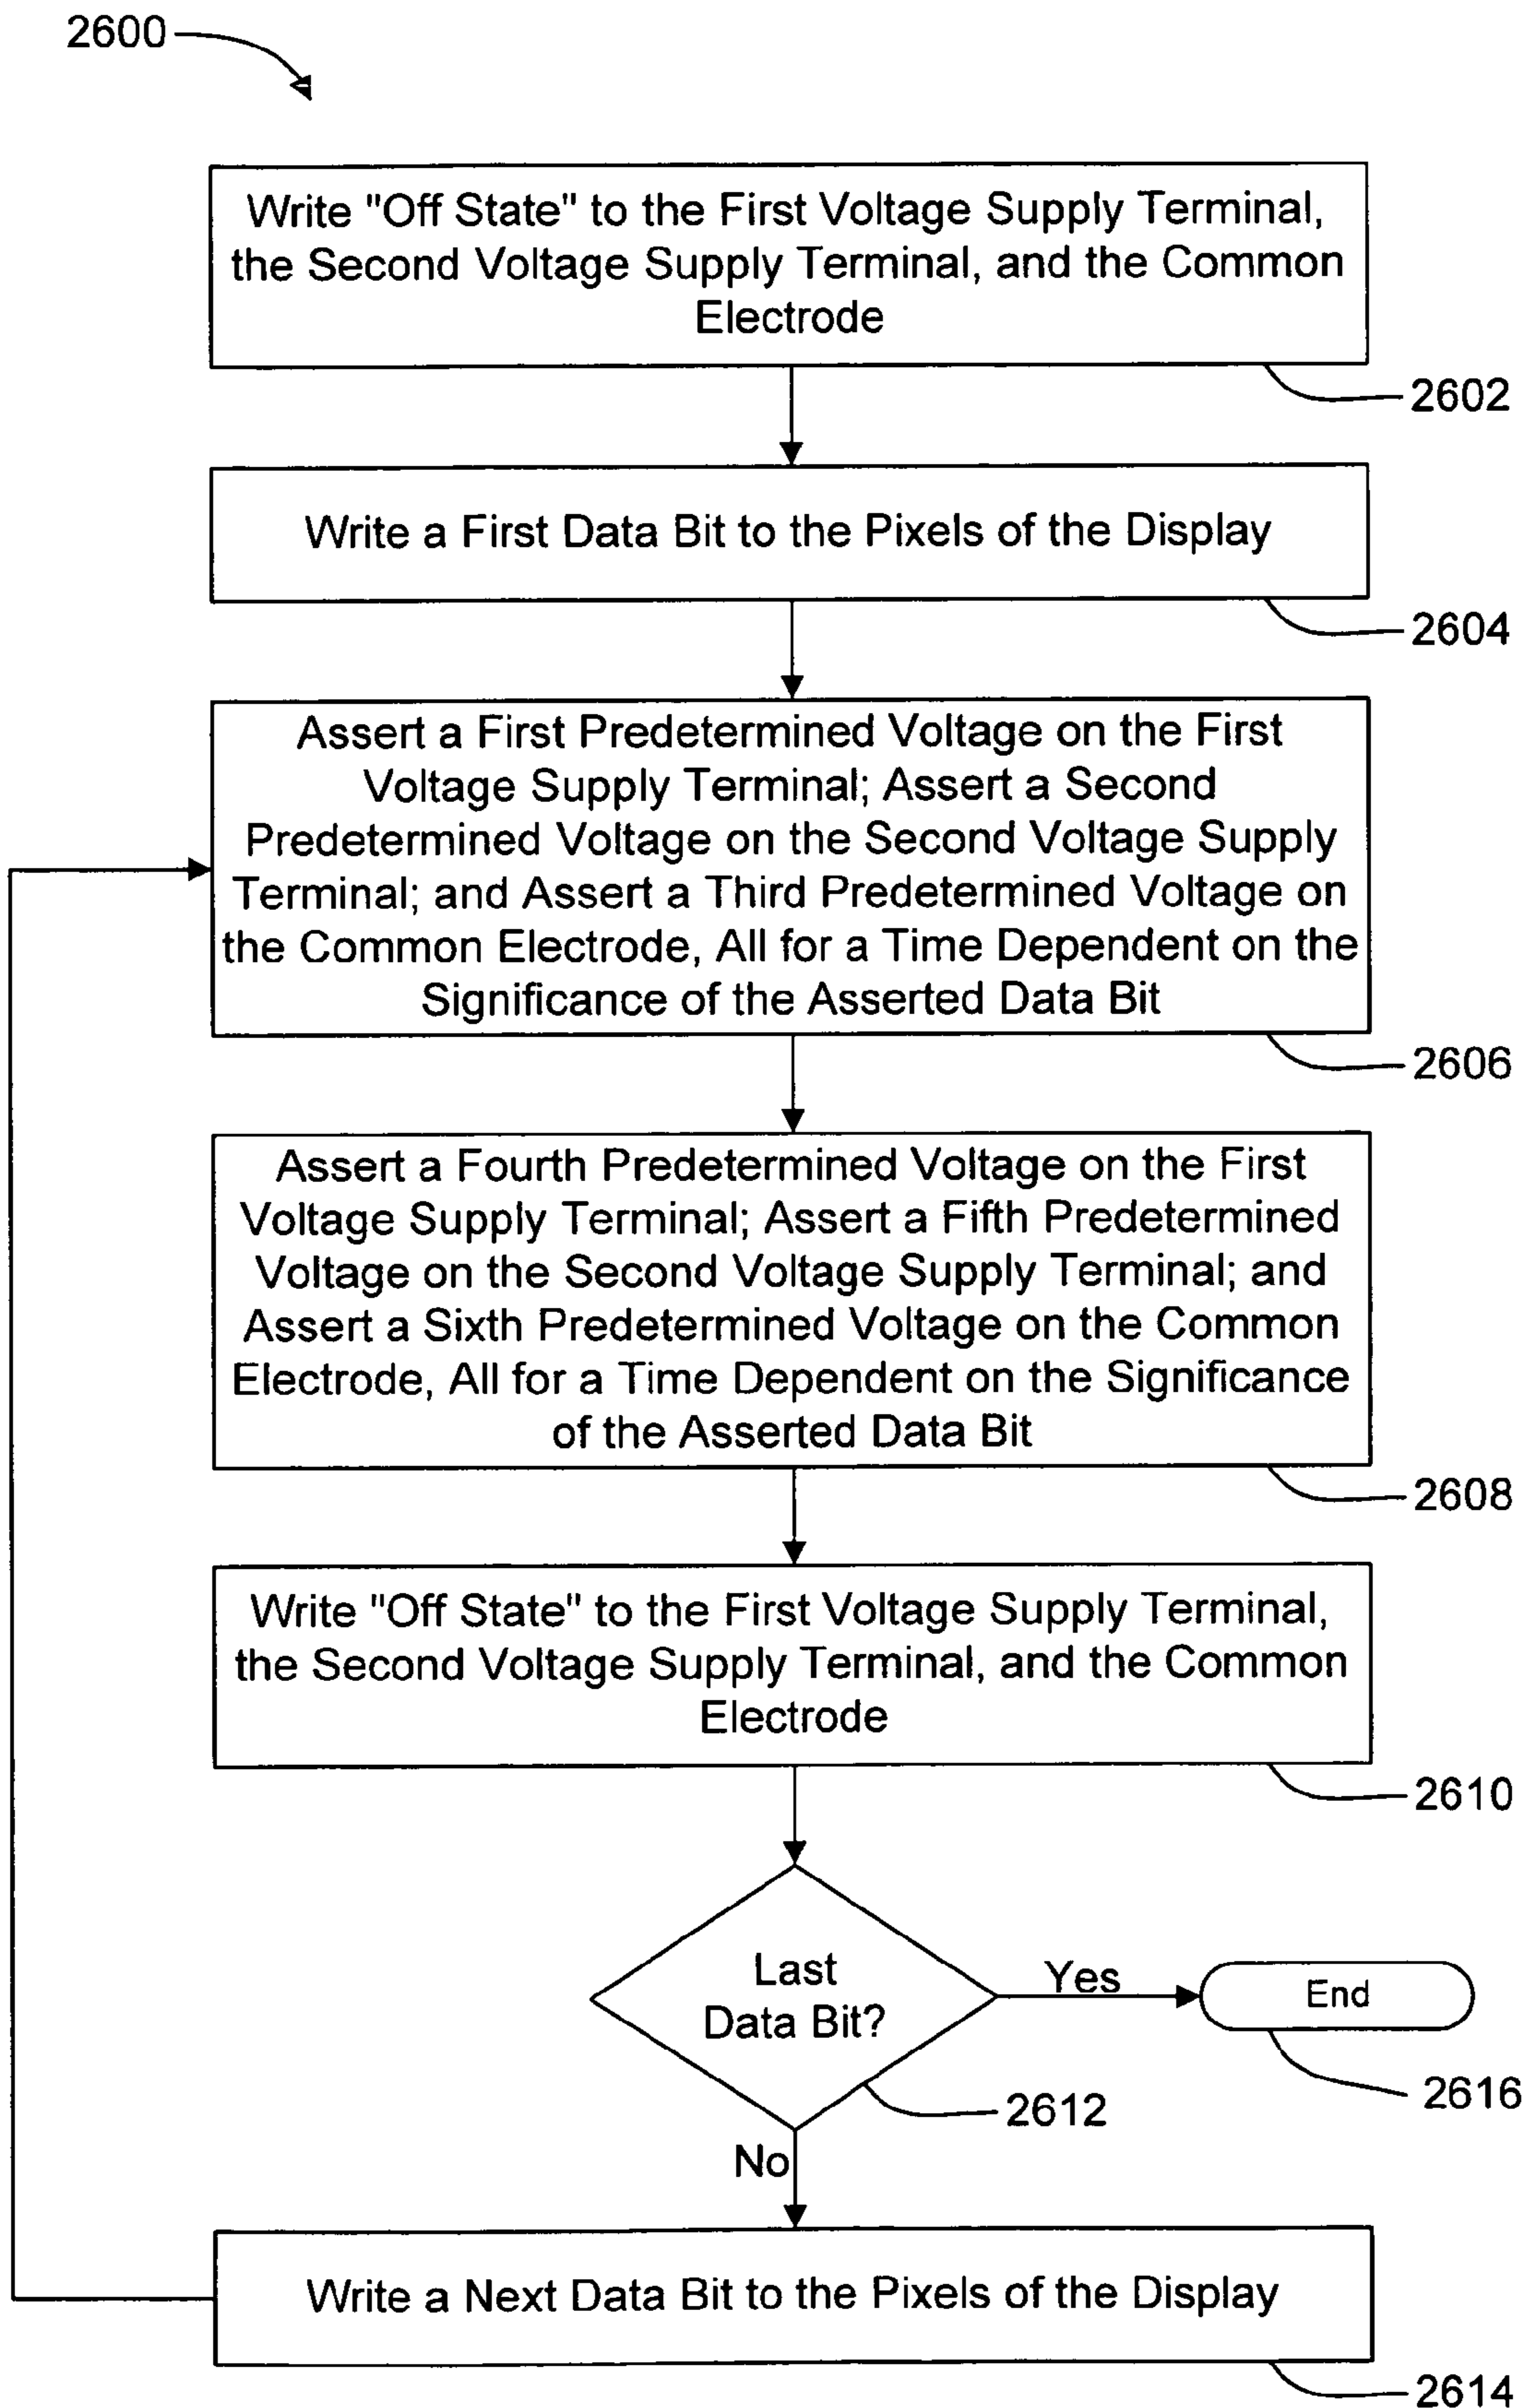 2600
Write "Off State" to the First Voltage Supply Terminal,
the Second Voltage Supply Terminal, and the Common
Electrode
2602
Write a First Data Bit to the Pixels of the Display
2604
Assert a First Predetermined Voltage on the First
Voltage Supply Terminal; Assert a Second
Predetermined Voltage on the Second Voltage Supply
Terminal; and Assert a Third Predetermined Voltage on
the Common Electrode, All for a Time Dependent on the
Significance of the Asserted Data Bit
2606
Assert a Fourth Predetermined Voltage on the First
Voltage Supply Terminal; Assert a Fifth Predetermined
Voltage on the Second Voltage Supply Terminal; and
Assert a Sixth Predetermined Voltage on the Common
Electrode, All for a Time Dependent on the Significance
of the Asserted Data Bit
2608
Write "Off State" to the First Voltage Supply Terminal,
the Second Voltage Supply Terminal, and the Common
Electrode
2610
Last
Data Bit?
Yes
End
2612
2616
No
Write a Next Data Bit to the Pixels of the Display
2614